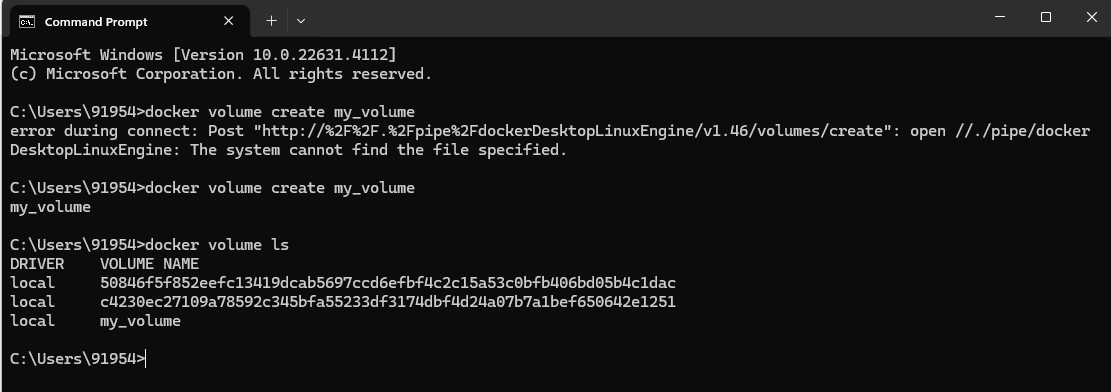 Command Prompt
Microsoft Windows [Version 10.0.22631.4112]
(c) Microsoft Corporation. All rights reserved.
C:\Users\91954>docker volume create my_volume
error during connect: Post "http://%2F%2F.%2Fpipe%2FdockerDesktopLinuxEngine/v1.46/volumes/create": open //./pipe/docker
DesktopLinuxEngine: The system cannot find the file specified.
C:\Users\91954>docker volume create my_volume
my_volume
C:\Users\91954>docker volume ls
DRIVER    VOLUME NAME
local     50846f5f852eefc13419dcab5697ccd6efbf4c2c15a53c0bfb406bd05b4c1dac
local     c4230ec27109a78592c345bfa55233df3174dbf4d24a07b7a1bef650642e1251
local     my_volume
C:\Users\91954>